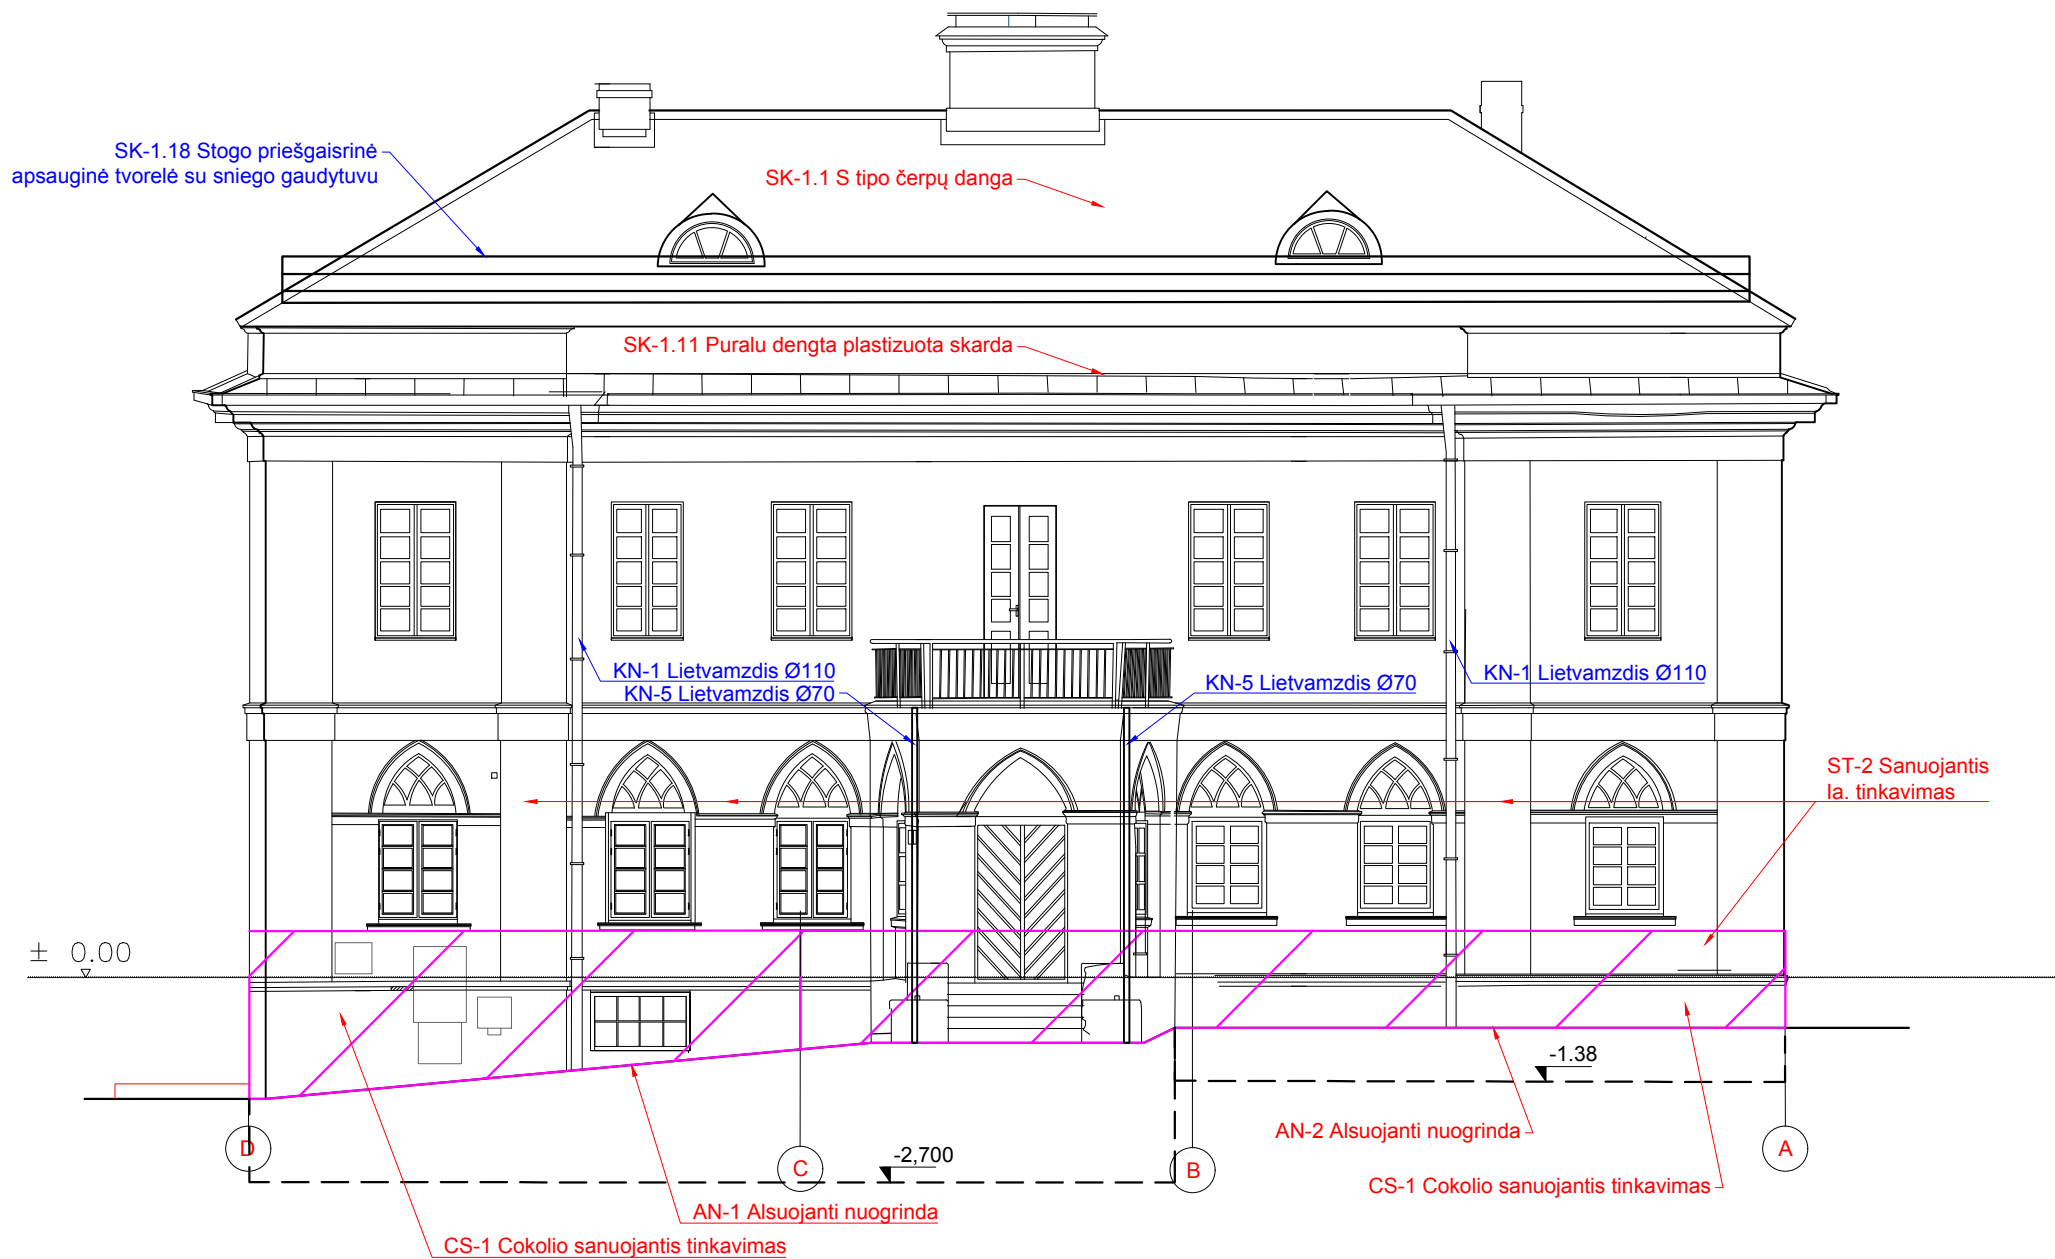 SK-1.18 Stogo priešgaisrinė
apsauginė tvorelė su sniego gaudytuvu
SK-1.1 S tipo čerpų danga
SK-1.11 Puralu dengta plastizuota skarda
KN-1 Lietvamzdis Ø110
KN-5 Lietvamzdis Ø70
KN-5 Lietvamzdis Ø70
KN-1 Lietvamzdis Ø110
ST-2 Sanuojantis
la. tinkavimas
± 0.00
-1.38
D
C
-2,700
B
AN-2 Alsuojanti nuogrinda
A
CS-1 Cokolio sanuojantis tinkavimas
AN-1 Alsuojanti nuogrinda
CS-1 Cokolio sanuojantis tinkavimas